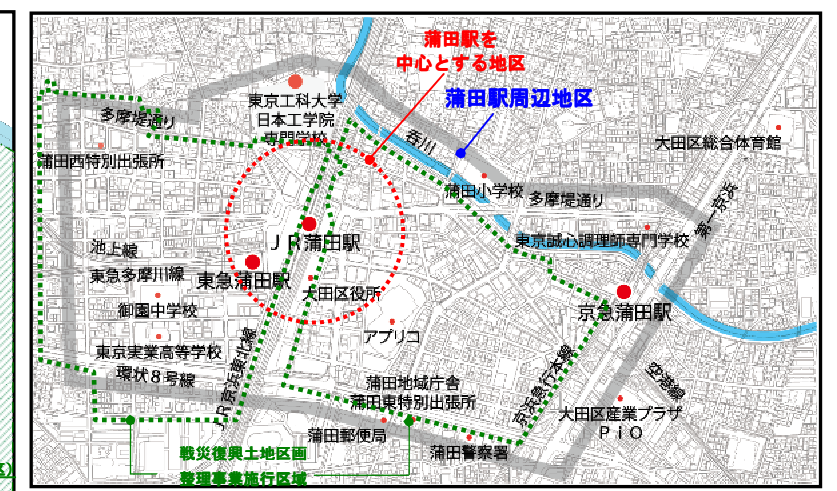 蒲田駅を
中心とする地区
蒲田駅周辺地区
東京工科大学
日本工学院
専門学校
多摩堤通り
呑川
大田区総合体育館
蒲田西特別出張所
蒲田小学校
多摩堤通り
第一京浜
ＪＲ蒲田駅
東京誠心調理師専門学校
池上線
東急多摩川線
東急蒲田駅
大田区役所
京急蒲田駅
御園中学校
アプリコ
東京実業高等学校
ＪＲ京浜東北線
京浜急行本線
空港線
環状８号線
蒲田地域庁舎
蒲田東特別出張所
大田区産業プラザ
ＰｉＯ
蒲田郵便局
蒲田警察署
戦災復興土地区画
整理事業施行区域
区)